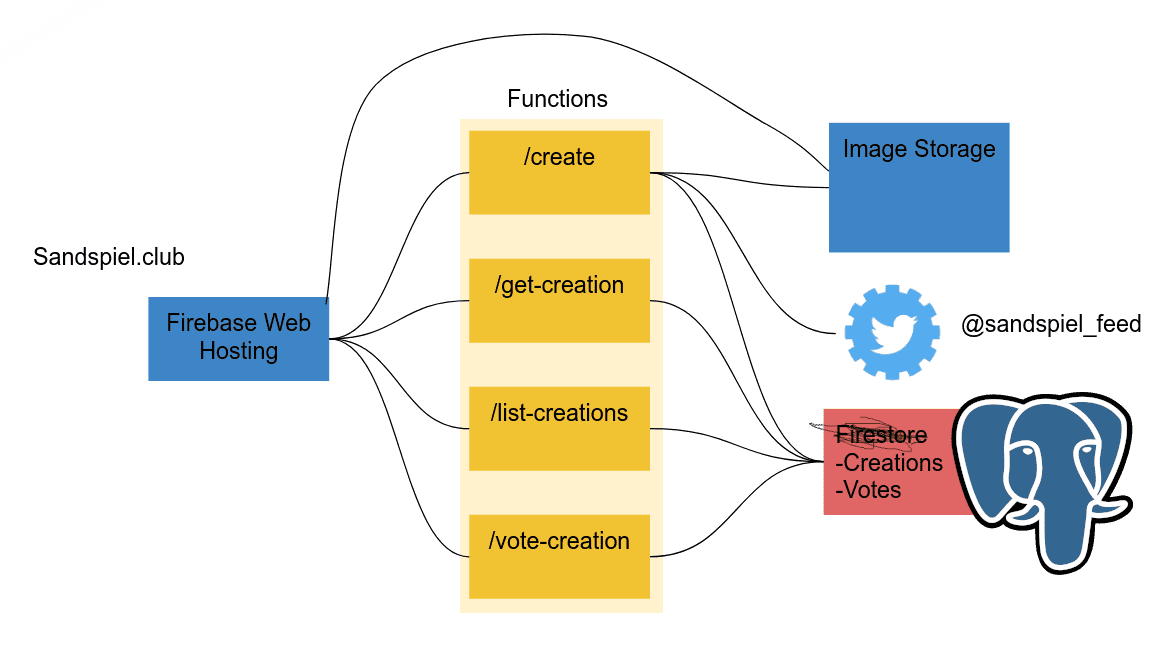 Functions
/create
Image Storage
Sandspiel.club
/get-creation
Firebase Web
Hosting
@sandspiel_feed
/list-creations
Firestore
-Creations
-Votes
/vote-creation